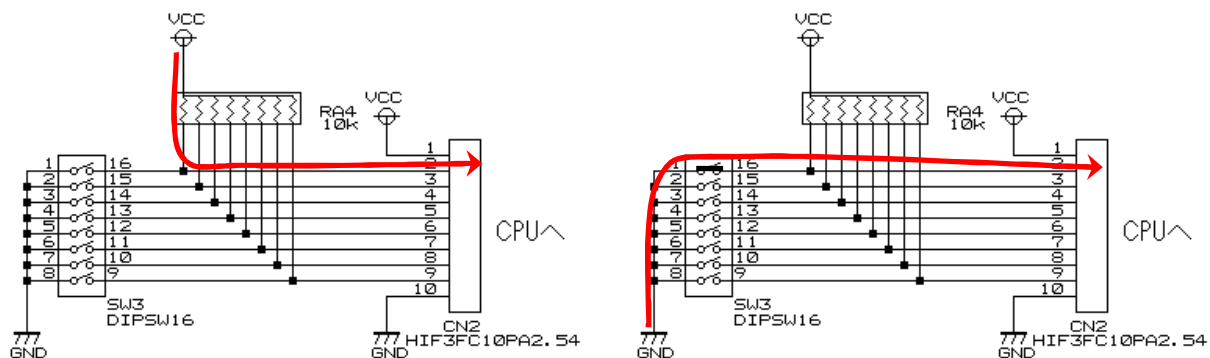 VCC
RA4
10k
VCC
1
2
3
4
5
6
7
8
9
10
1 16
2 15
3 14
4 13
5 12
6 11
7 10
8 9
CPUへ
SW3
DIPSW16
CN2
HIF3FC10PA2.54
GND
GND
VCC
RA4
10k
VCC
1
2
3
4
5
6
7
8
9
10
1 16
2 15
3 14
4 13
5 12
6 11
7 10
8 9
CPUへ
SW3
DIPSW16
CN2
HIF3FC10PA2.54
GND
GND